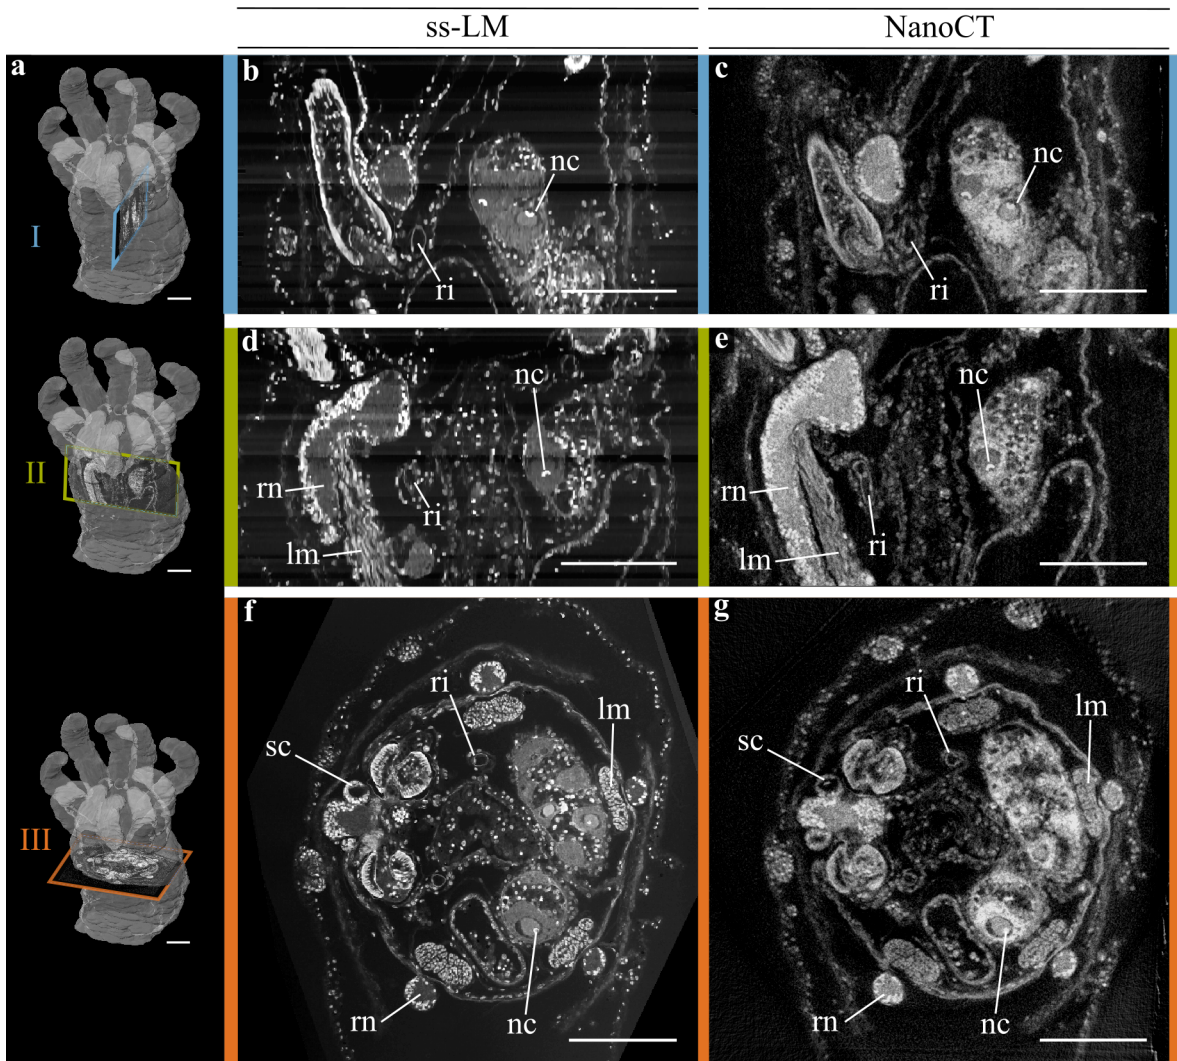 ss-LM NanoCT
a b c
nc nc
I
ri ri
d e
nc nc
II
rn ri rn ri
lm lm
f g
ri lm ri lm
sc sc
III
rn nc rn nc